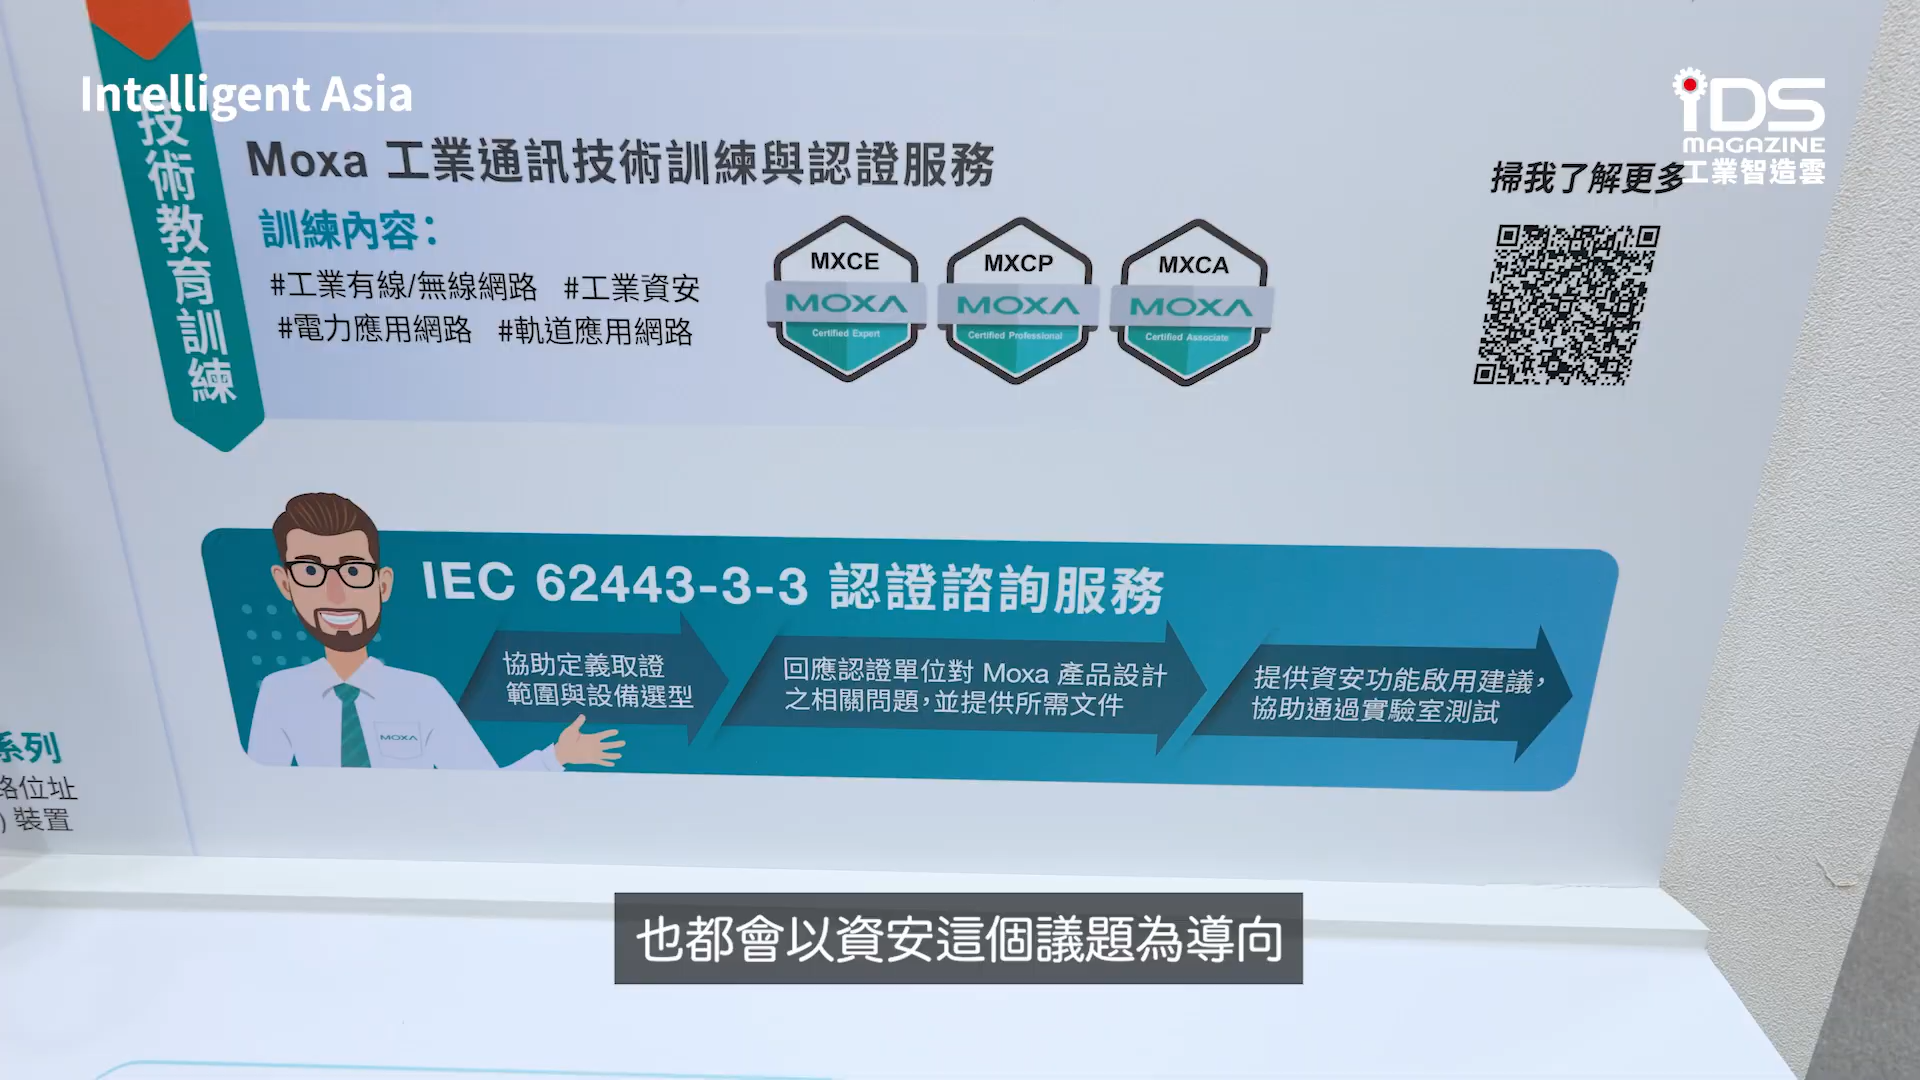 Intelligent Asia
iDS
MAGAZINE
工業智造雲
技術教育訓練
Moxa 工業通訊技術訓練與認證服務
掃我了解更多
訓練內容：
#工業有線/無線網路 #工業資安
#電力應用網路 #軌道應用網路
MXCE
MOXA
Certified Expert
MXCP
MOXA
Certified Professional
MXCA
MOXA
Certified Associate
IEC 62443-3-3 認證諮詢服務
協助定義取證
範圍與設備選型
回應認證單位對 Moxa 產品設計
之相關問題，並提供所需文件
提供資安功能啟用建議，
協助通過實驗室測試
MOXA
系列
路位址
) 裝置
也都會以資安這個議題為導向